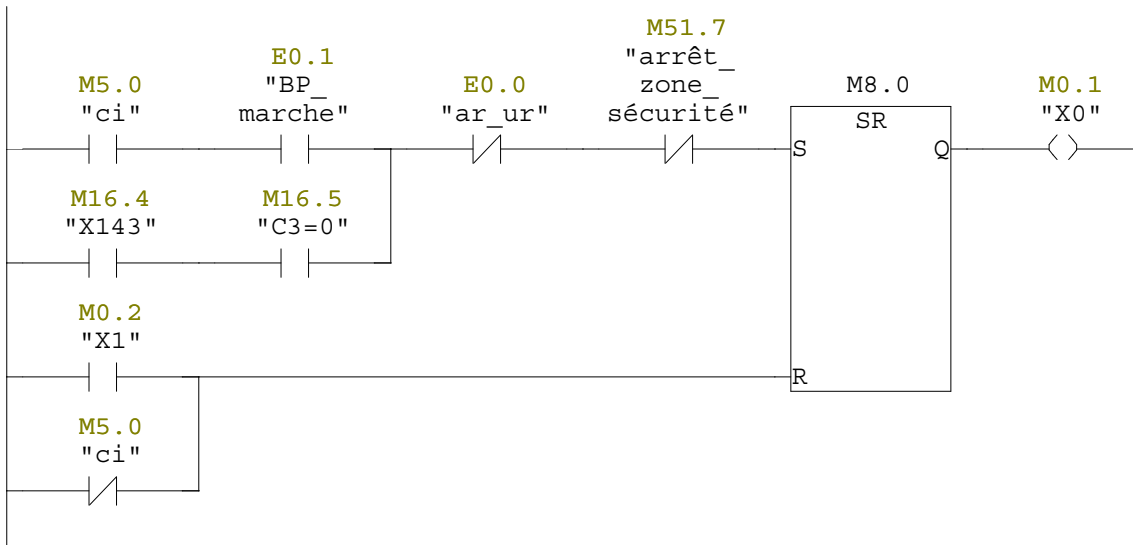 M51.7
E0.1 "arrêt_
M5.0 "BP_ E0.0 zone_ M8.0 M0.1
"ci" marche" "ar_ur" sécurité" SR "X0"
S Q
M16.4 M16.5
"X143" "C3=0"
M0.2
"X1"
R
M5.0
"ci"